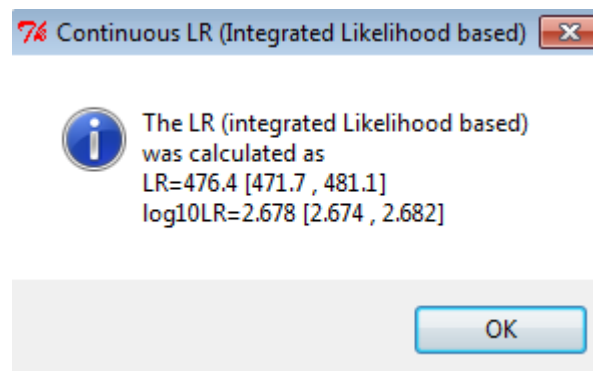 Continuous LR (Integrated Likelihood based)
The LR (integrated Likelihood based)
was calculated as
LR=476.4 [471.7 , 481.1]
log10LR=2.678 [2.674 , 2.682]
OK